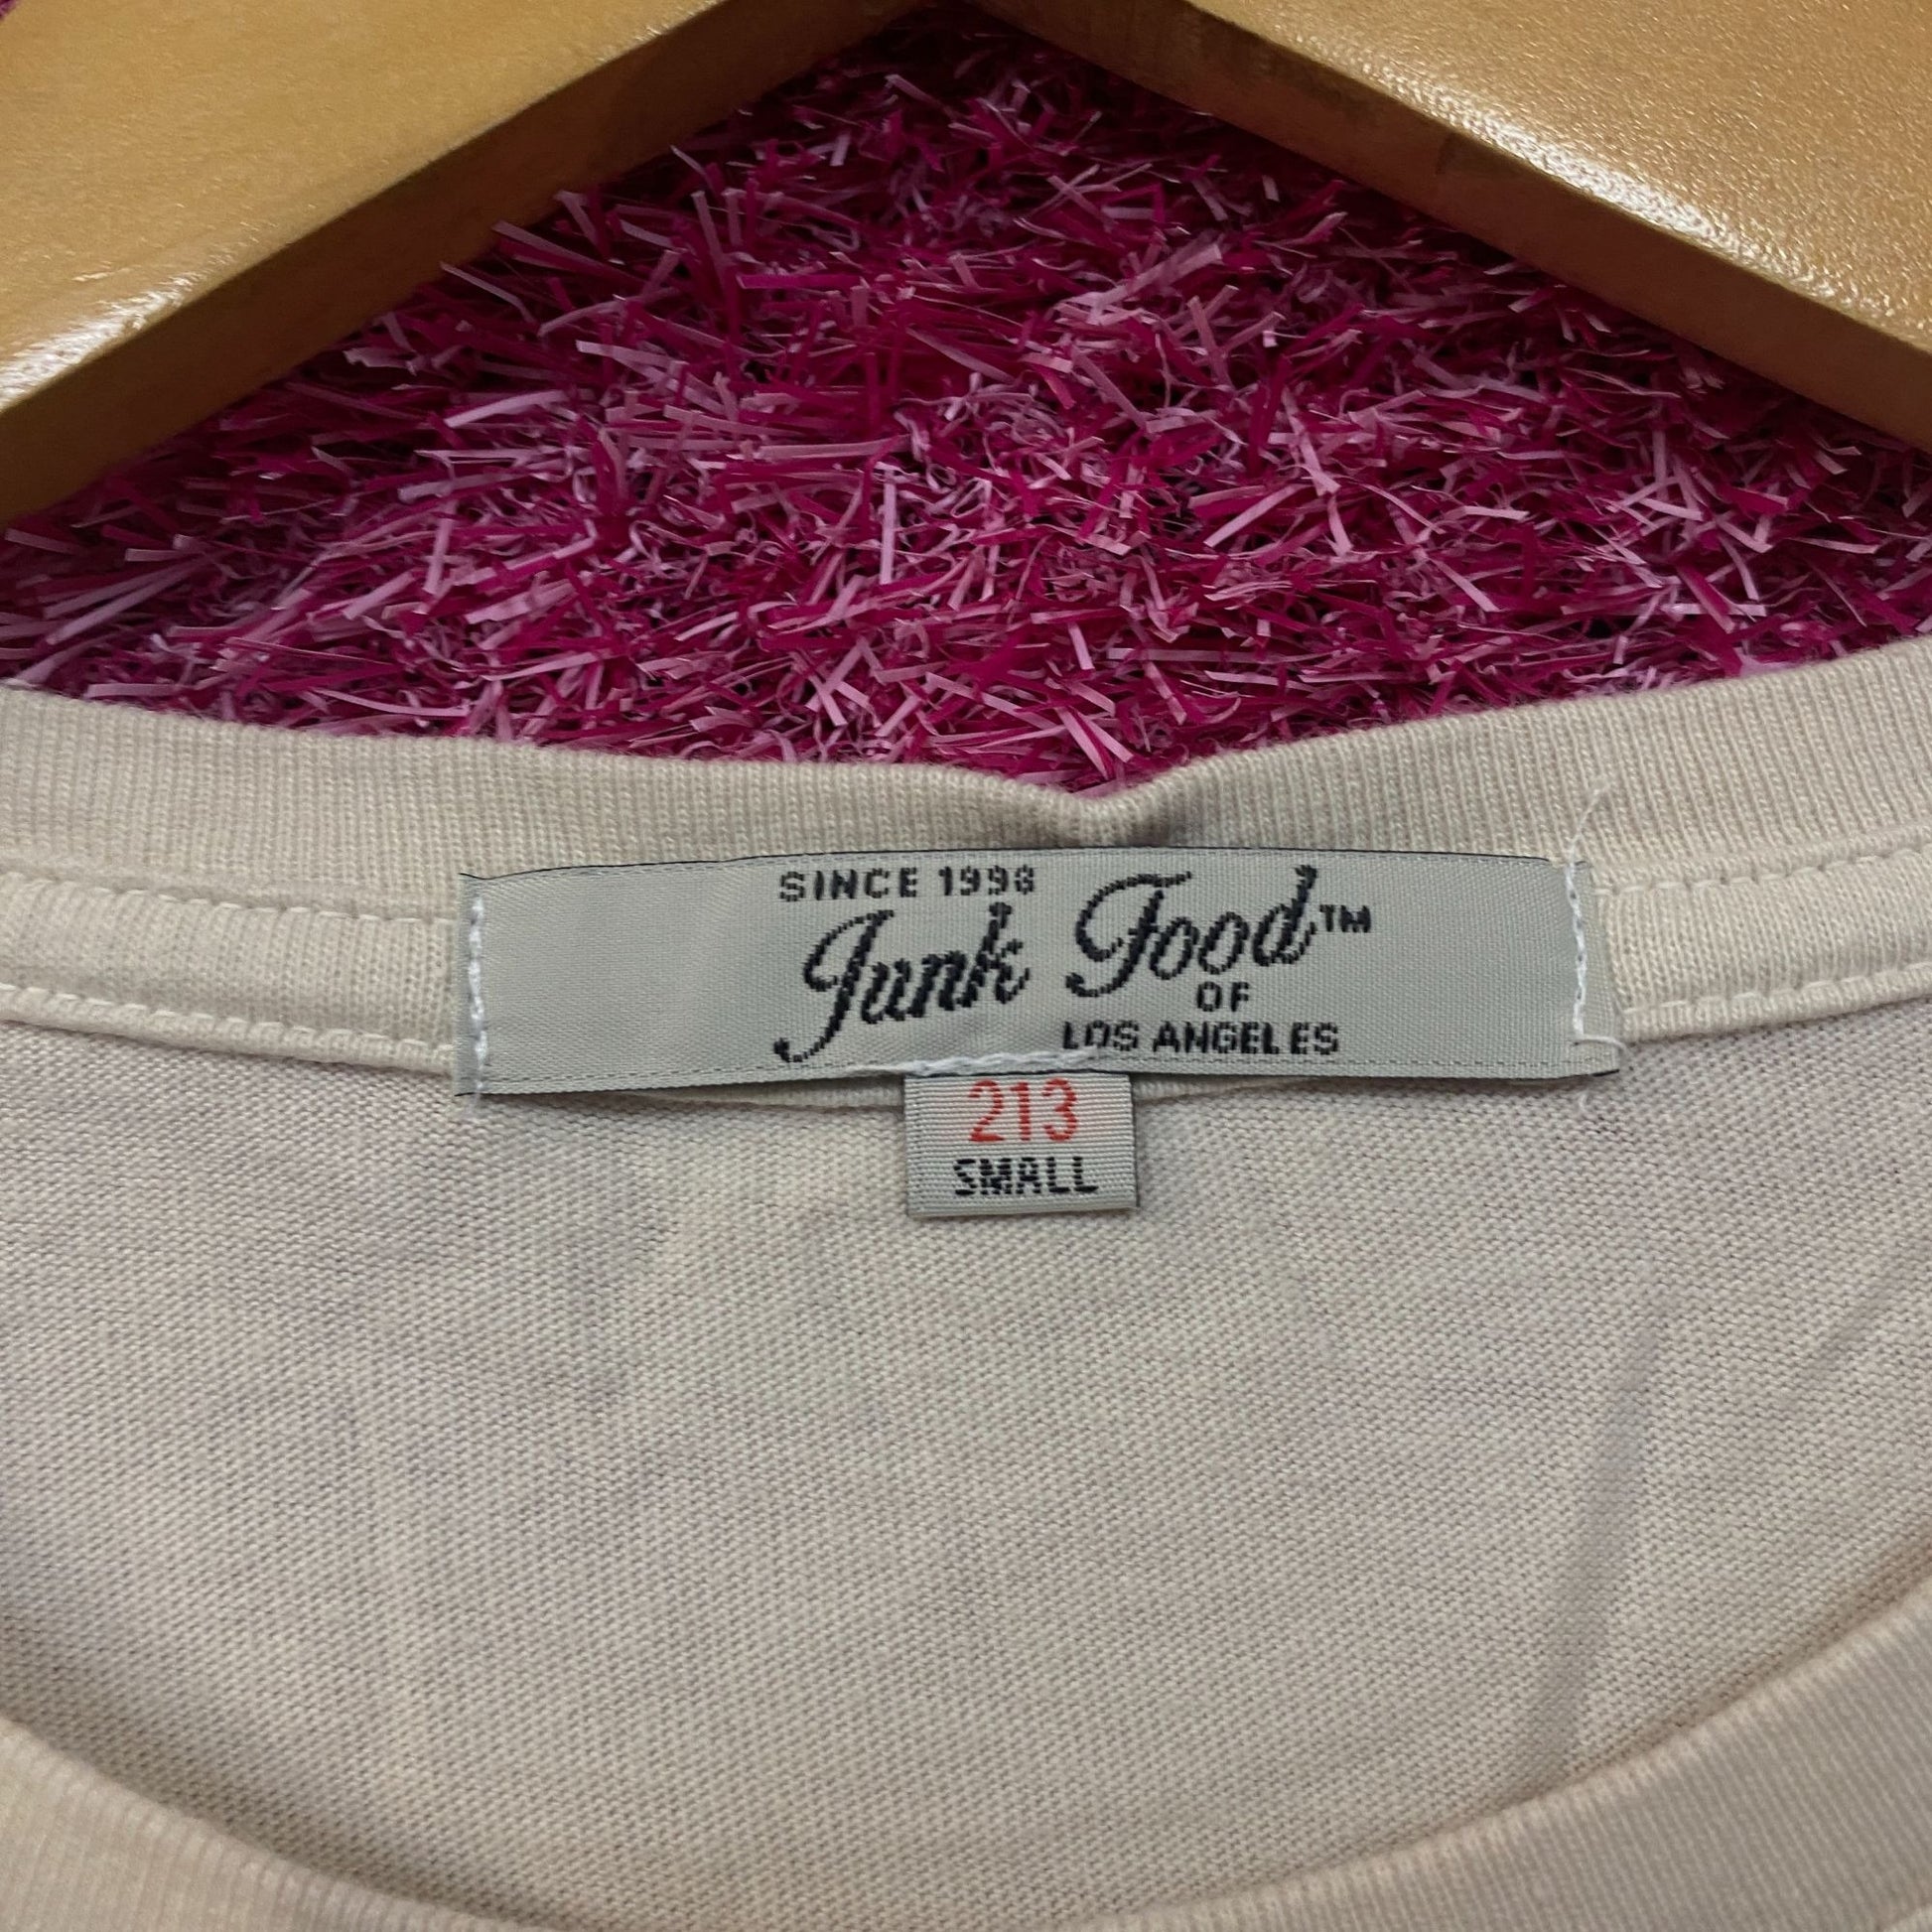 SINCE 1998
Junk Food™
OF
LOS ANGELES
213
SMALL